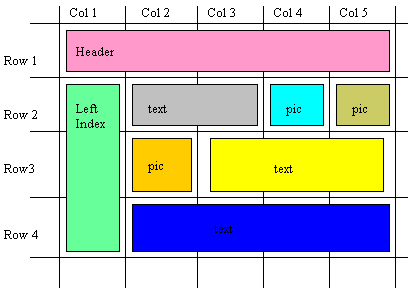 Col 1 Col 2 Col 3 Col 4 Col 5
Row 1
Header
Row 2
Left
Index
text
pic
pic
Row3
pic
text
Row 4
text